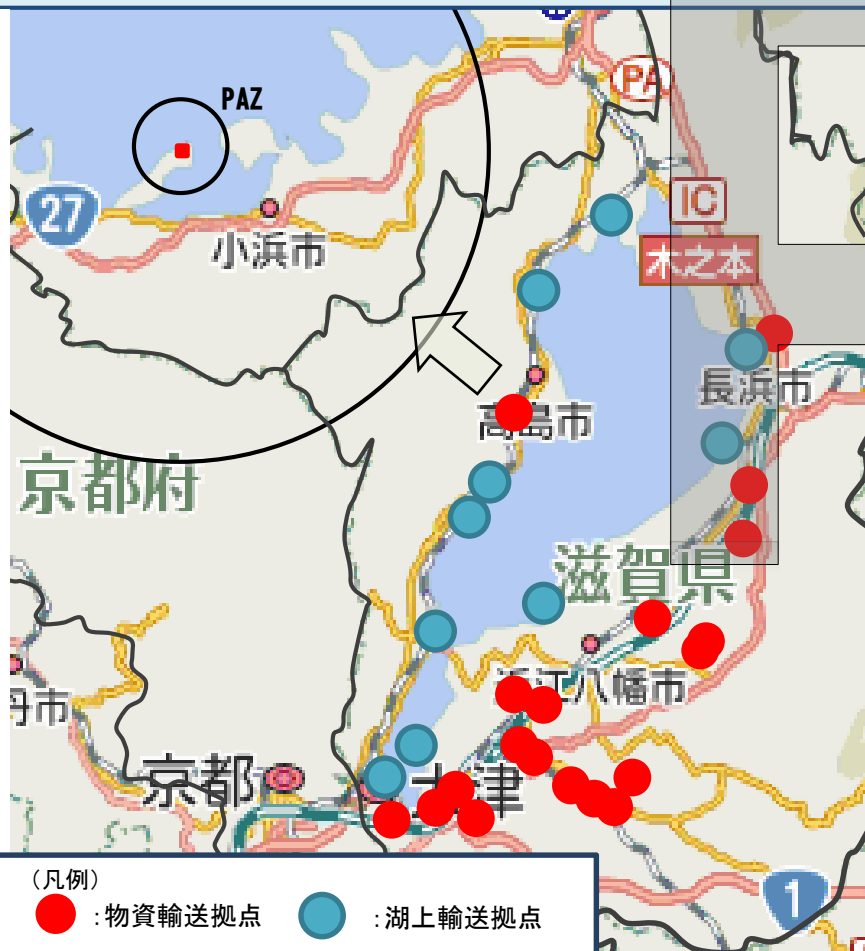 PAZ
PA
27
小浜市
IC
木之本
長浜市
高島市
京都府
滋賀県
近江八幡市
丹市
京都
大津
(凡例)
:物資輸送拠点
:湖上輸送拠点
1